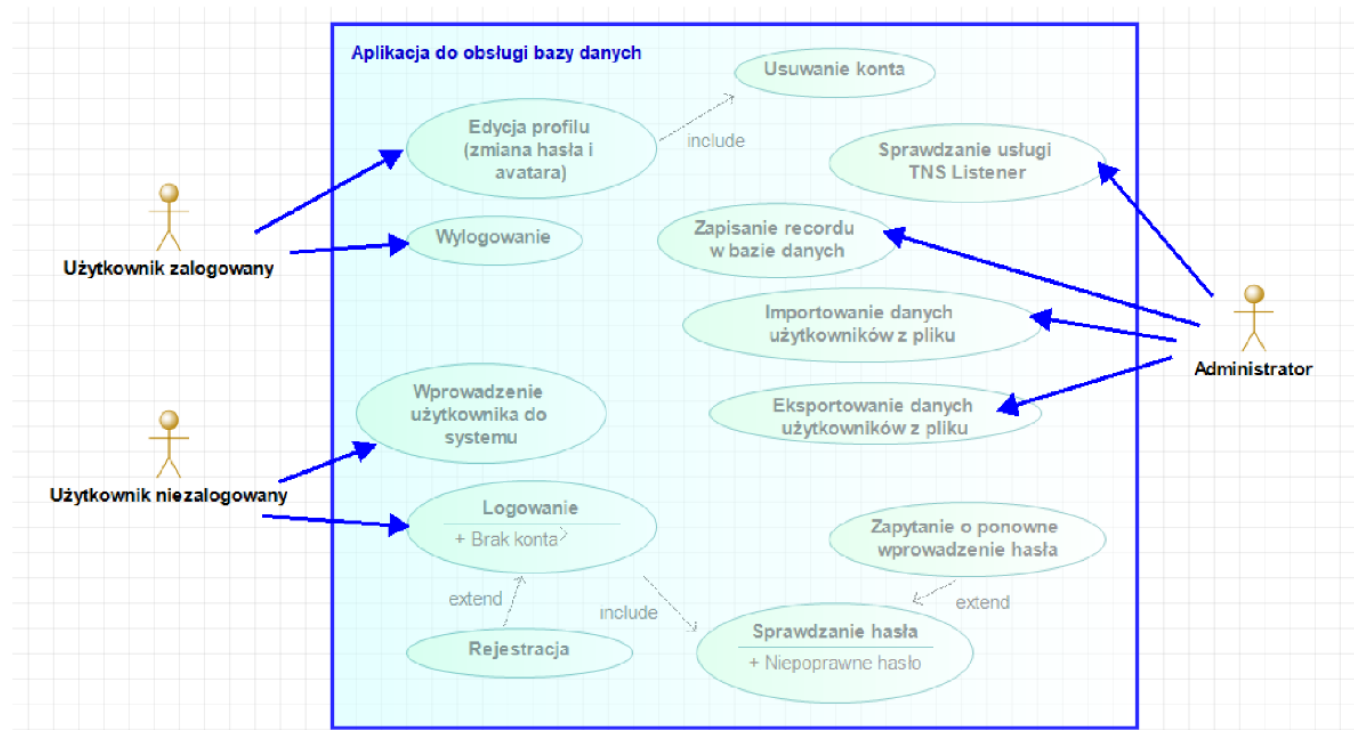 Aplikacja do obsługi bazy danych
Usuwanie konta
Edycja profilu
(zmiana hasła i
avatara)
include
Sprawdzanie usługi
TNS Listener
Użytkownik zalogowany
Wylogowanie
Zapisanie recordu
w bazie danych
Importowanie danych
użytkowników z pliku
Administrator
Wprowadzenie
użytkownika do
systemu
Eksportowanie danych
użytkowników z pliku
Użytkownik niezalogowany
Logowanie
+ Brak konta
Zapytanie o ponowne
wprowadzenie hasła
extend
include
extend
Rejestracja
Sprawdzanie hasła
+ Niepoprawne hasło